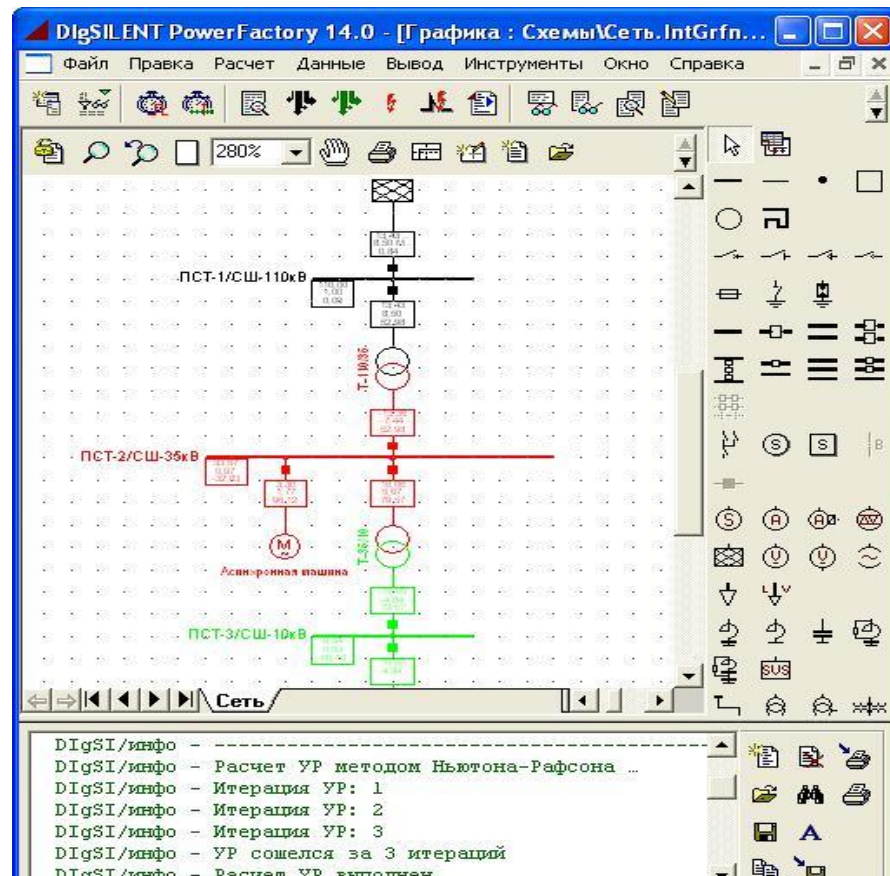 DIgSILENT PowerFactory 14.0 - [Графика : Схемы\Сеть.IntGrfn...
Файл Правка Расчет Данные Вывод Инструменты Окно Справка
280%
ПСТ-1/СШ-110кВ
Т-110/35
ПСТ-2/СШ-35кВ
М
Т-35/10
Асинхронная машина
ПСТ-3/СШ-10кВ
Сеть
DIgSI/инфо - -----------------------------------------------
DIgSI/инфо - Расчет УР методом Ньютона-Рафсона …
DIgSI/инфо - Итерация УР: 1
DIgSI/инфо - Итерация УР: 2
DIgSI/инфо - Итерация УР: 3
DIgSI/инфо - УР сошелся за 3 итераций
DIgSI/инфо - Расчет УР выполнен